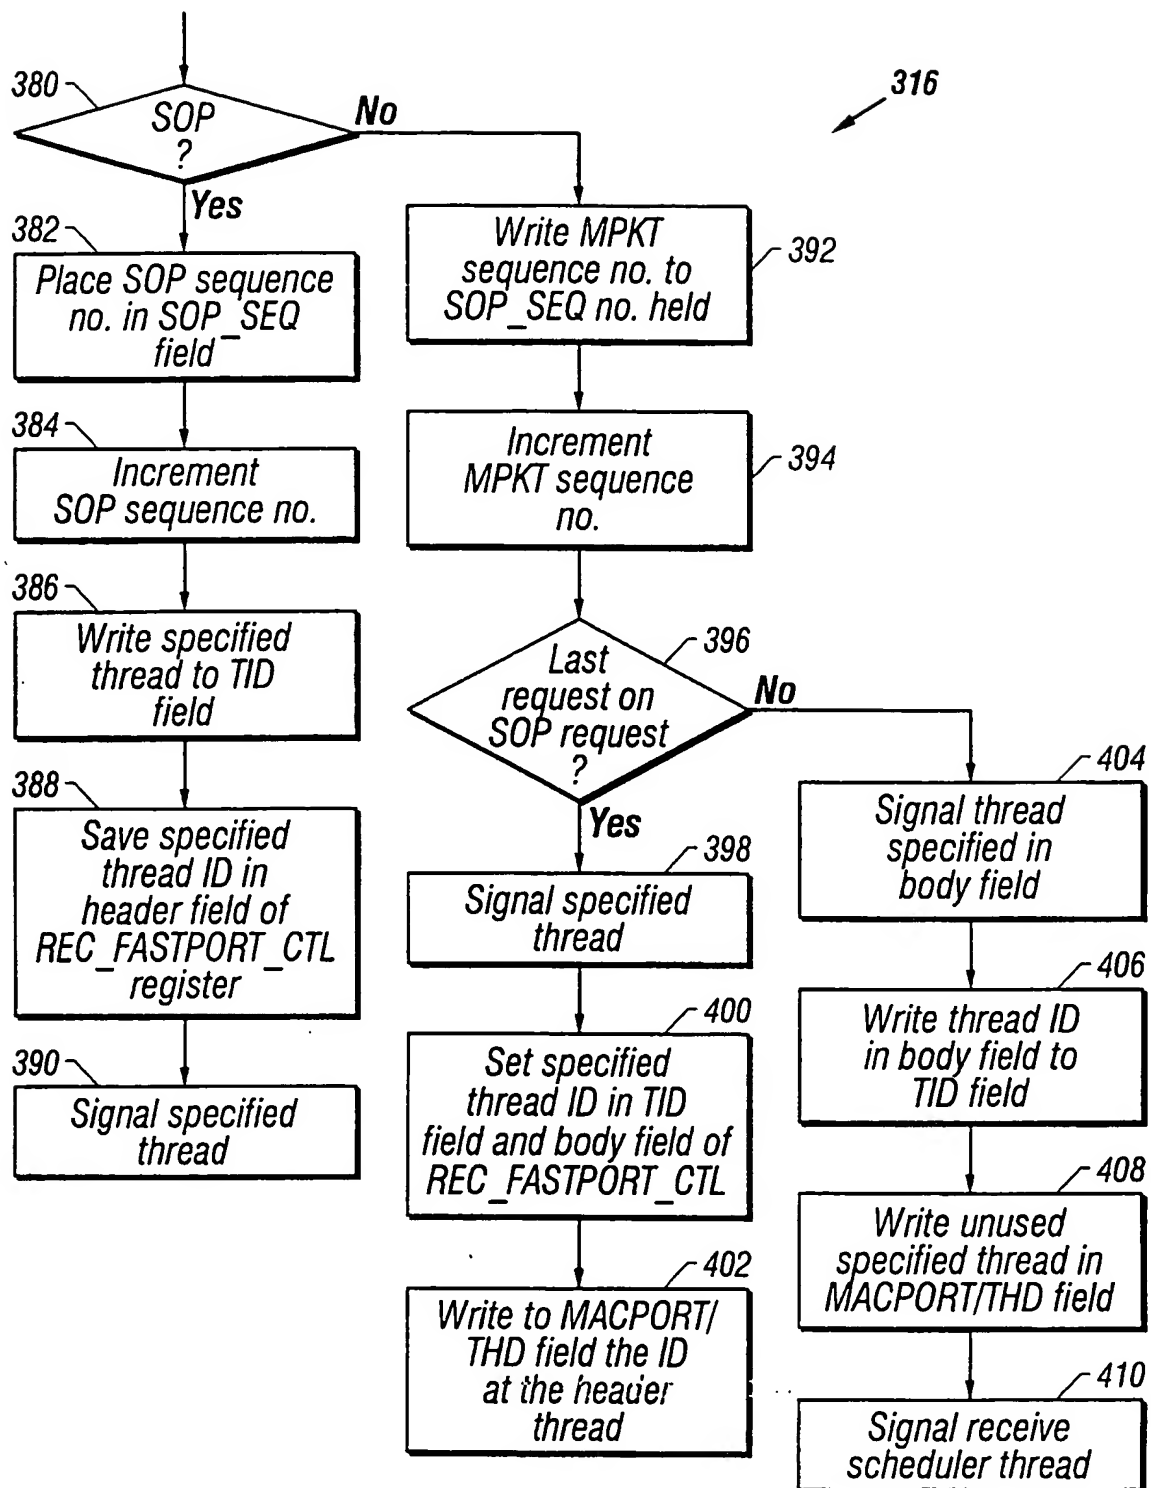 380
SOP
?
No
316
Yes
382
Place SOP sequence
no. in SOP_SEQ
field
Write MPKT
sequence no. to
SOP_SEQ no. held
392
384
Increment
SOP sequence no.
Increment
MPKT sequence
no.
394
386
Write specified
thread to TID
field
Last
request on
SOP request
?
396
No
Yes
388
Save specified
thread ID in
header field of
REC_FASTPORT_CTL
register
398
Signal specified
thread
404
Signal thread
specified in
body field
390
Signal specified
thread
400
Set specified
thread ID in TID
field and body field of
REC_FASTPORT_CTL
406
Write thread ID
in body field to
TID field
402
Write to MACPORT/
THD field the ID
at the header
thread
408
Write unused
specified thread in
MACPORT/THD field
410
Signal receive
scheduler thread